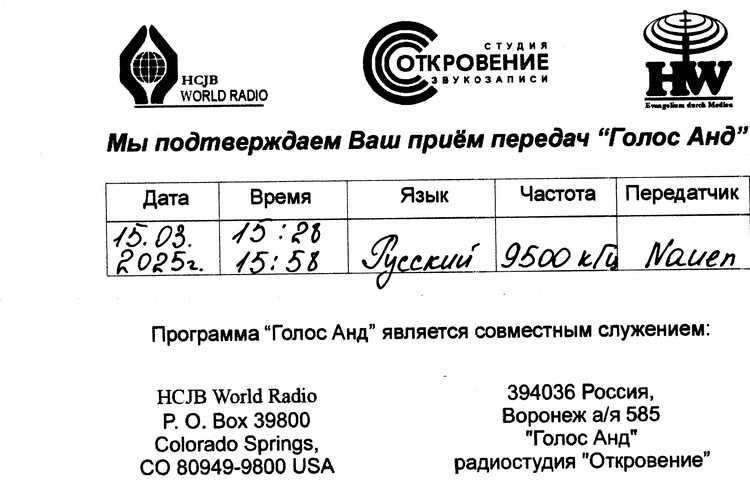 HCJB
WORLD RADIO
СТУДИЯ
ОТКРОВЕНИЕ
ЗВУКОЗАПИСИ
HW
Evangelium durch Medien
Мы подтверждаем Ваш приём передач “Голос Анд”
Дата Время Язык Частота Передатчик
15.03. 2025г. 15:28 15:58 Русский 9500 кГц Nauen
Программа “Голос Анд” является совместным служением:
HCJB World Radio
P. O. Box 39800
Colorado Springs,
CO 80949-9800 USA
394036 Россия,
Воронеж а/я 585
"Голос Анд"
радиостудия "Откровение"